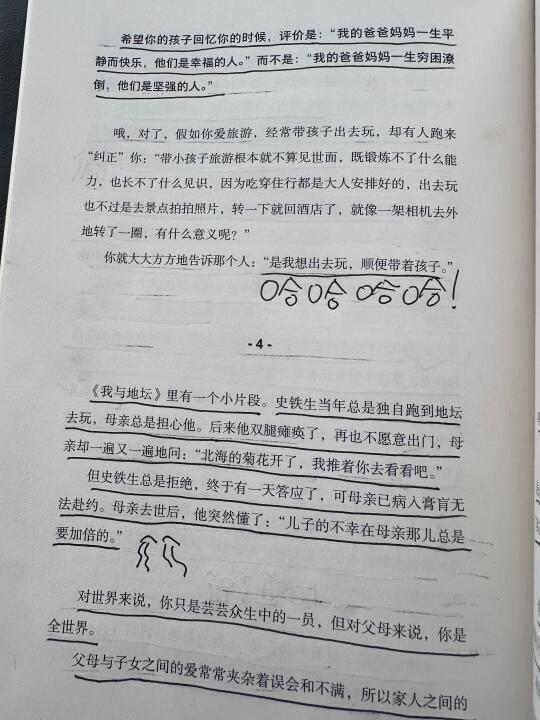 希望你的孩子回忆你的时候，评价是：“我的爸爸妈妈一生平
静而快乐，他们是幸福的人。”而不是：“我的爸爸妈妈一生穷困潦
倒，他们是坚强的人。”
哦，对了，假如你爱旅游，经常带孩子出去玩，却有人跑来
“纠正”你：“带小孩子旅游根本就不算见世面，既锻炼不了什么能
力，也长不了什么见识，因为吃穿住行都是大人安排好的，出去玩
也不过是去景点拍拍照片，转一下就回酒店了，就像一架相机去外
地转了一圈，有什么意义呢？”
你就大大方方地告诉那个人：“是我想出去玩，顺便带着孩子。”
哈哈哈哈！
- 4 -
《我与地坛》里有一个小片段。史铁生当年总是独自跑到地坛
去玩，母亲总是担心他。后来他双腿瘫痪了，再也不愿意出门，母
亲却一遍又一遍地问：“北海的菊花开了，我推着你去看看吧。”
但史铁生总是拒绝，终于有一天答应了，可母亲已病入膏肓无
法赴约。母亲去世后，他突然懂了：“儿子的不幸在母亲那儿总是
要加倍的。”
对世界来说，你只是芸芸众生中的一员，但对父母来说，你是
全世界。
父母与子女之间的爱常常夹杂着误会和不满，所以家人之间的